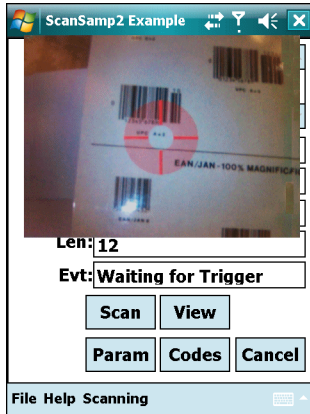 ScanSamp2 Example
EAN/JAN-100% MAGNIFIC
Len: 12
Evt: Waiting for Trigger
Scan View
Param Codes Cancel
File Help Scanning